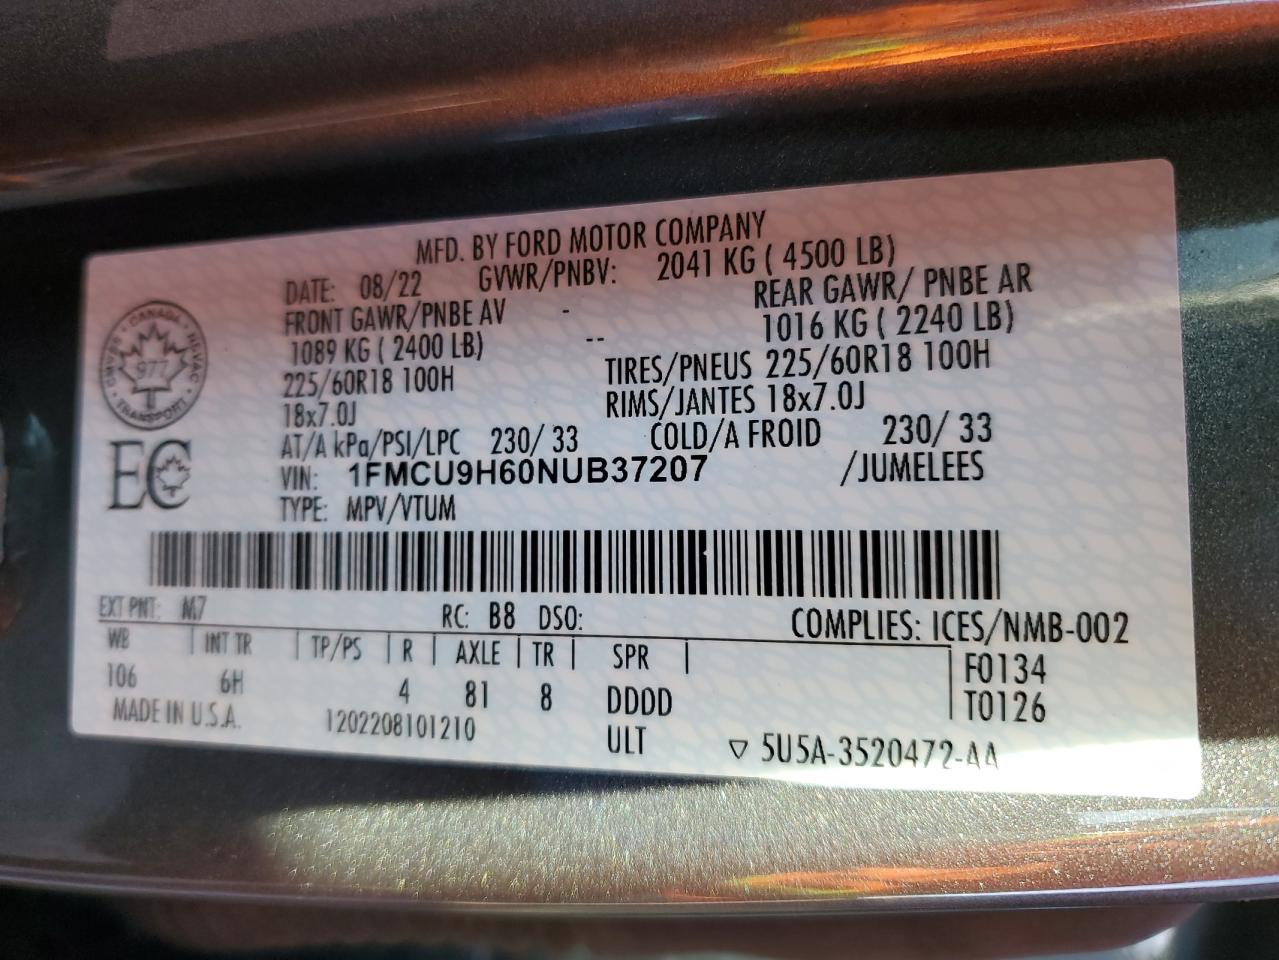 MFD. BY FORD MOTOR COMPANY
DATE: 08/22 GVWR/PNBV: 2041 KG ( 4500 LB)
FRONT GAWR/PNBE AV - REAR GAWR/ PNBE AR
1089 KG ( 2400 LB) -- 1016 KG ( 2240 LB)
225/60R18 100H TIRES/PNEUS 225/60R18 100H
18x7.0J RIMS/JANTES 18x7.0J
AT/A kPa/PSI/LPC 230/ 33 COLD/A FROID 230/ 33
VIN: 1FMCU9H60NUB37207 /JUMELEES
TYPE: MPV/VTUM
CANADA
977
TRANSPORT
EC
EXT PNT: M7 RC: B8 DSO: COMPLIES: ICES/NMB-002
WB | INT TR | TP/PS | R | AXLE | TR | SPR | F0134
106 6H 4 81 8 DDDD T0126
MADE IN U.S.A. 1202208101210 ULT ▽ 5U5A-3520472-AA